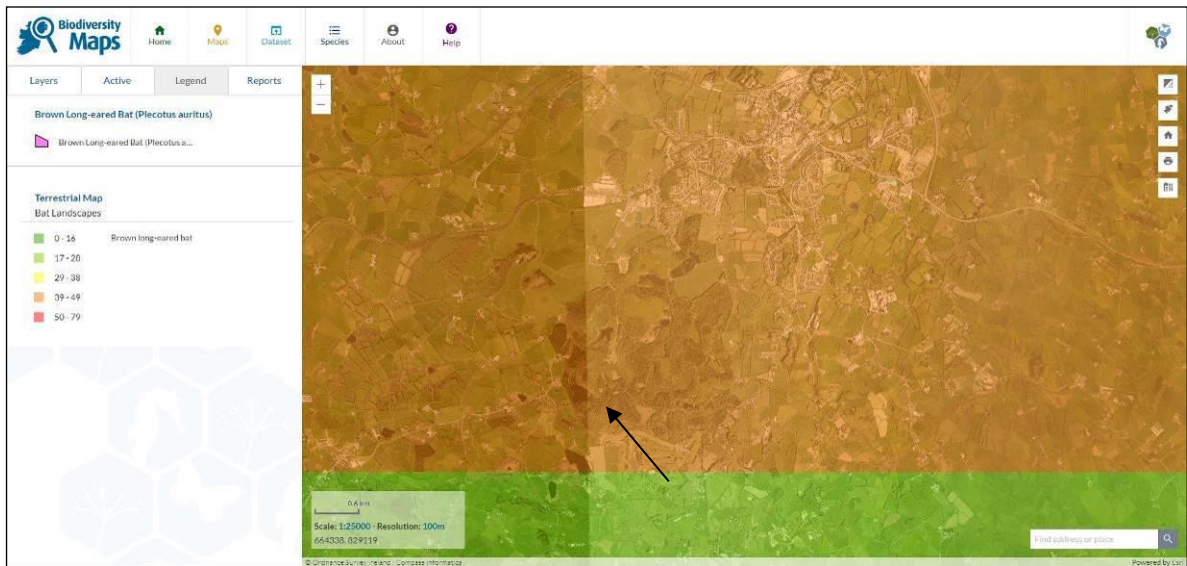 Biodiversity
Maps
Home
Maps
Dataset
Species
About
Help
Layers
Active
Legend
Reports
Brown Long-eared Bat (Plecotus auritus)
Brown Long-eared Bat (Plecotus a...
Terrestrial Map
Bat Landscapes
0 - 16 Brown long-eared bat
17 - 28
29 - 38
39 - 49
50 - 79
+
−
0.6 km
Scale: 1:25000 - Resolution: 100m
664338, 829119
Find address or place
© Ordnance Survey Ireland | Compass Informatics
Powered by Esri